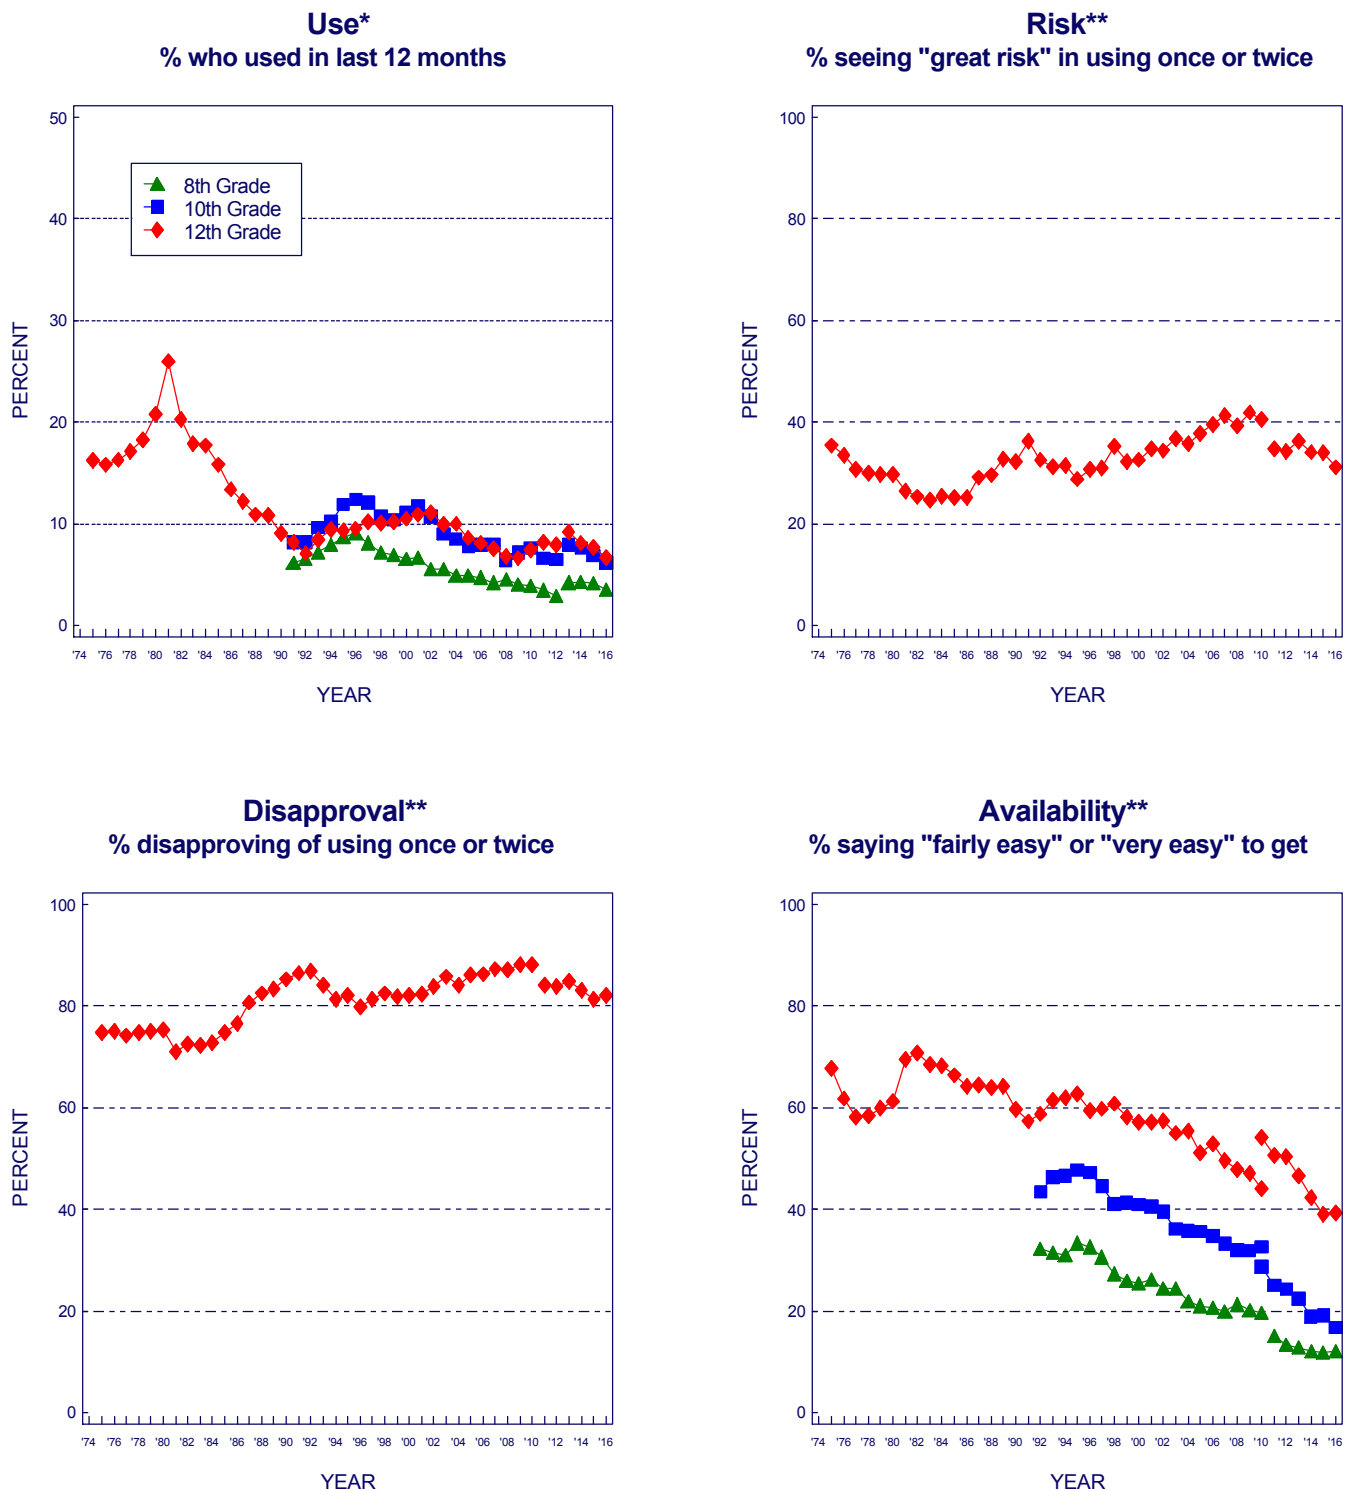 Use*
% who used in last 12 months
50
40
30
20
10
0
PERCENT
8th Grade
10th Grade
12th Grade
'74 '76 '78 '80 '82 '84 '86 '88 '90 '92 '94 '96 '98 '00 '02 '04 '06 '08 '10 '12 '14 '16
YEAR
Risk**
% seeing "great risk" in using once or twice
100
80
60
40
20
0
PERCENT
'74 '76 '78 '80 '82 '84 '86 '88 '90 '92 '94 '96 '98 '00 '02 '04 '06 '08 '10 '12 '14 '16
YEAR
Disapproval**
% disapproving of using once or twice
100
80
60
40
20
0
PERCENT
'74 '76 '78 '80 '82 '84 '86 '88 '90 '92 '94 '96 '98 '00 '02 '04 '06 '08 '10 '12 '14 '16
YEAR
Availability**
% saying "fairly easy" or "very easy" to get
100
80
60
40
20
0
PERCENT
'74 '76 '78 '80 '82 '84 '86 '88 '90 '92 '94 '96 '98 '00 '02 '04 '06 '08 '10 '12 '14 '16
YEAR